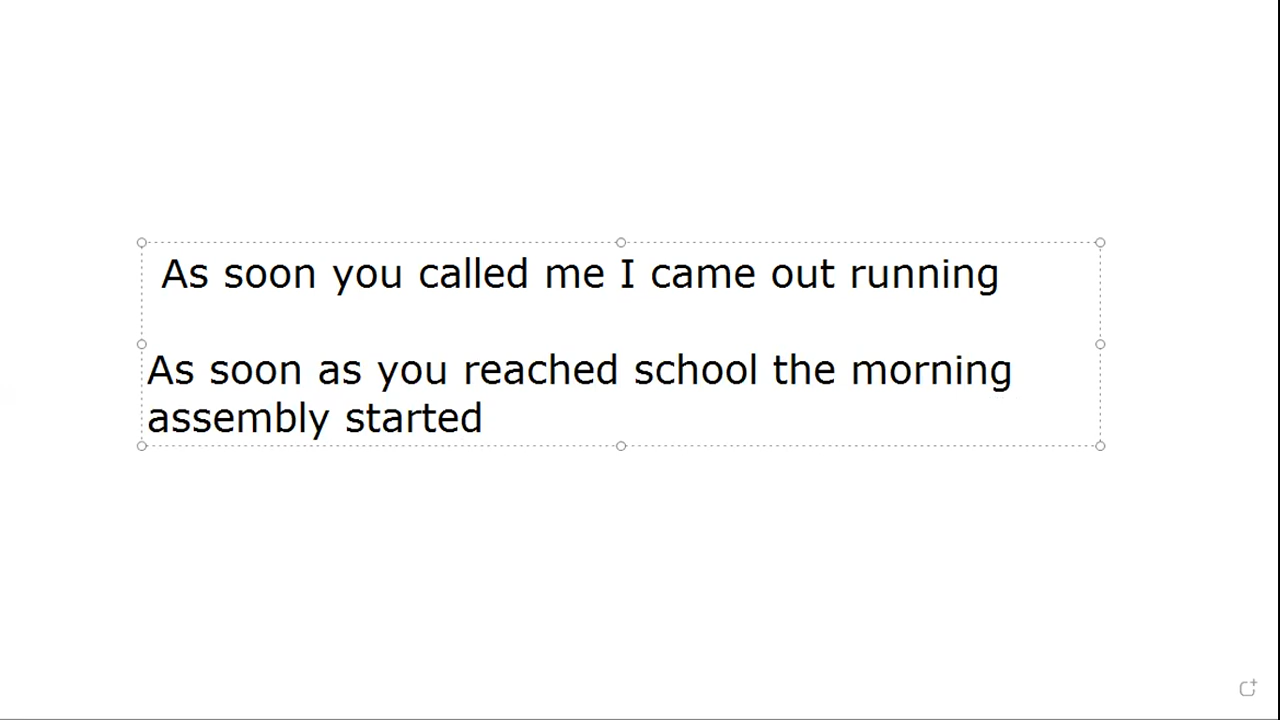 As soon you called me I came out running
As soon as you reached school the morning
assembly started